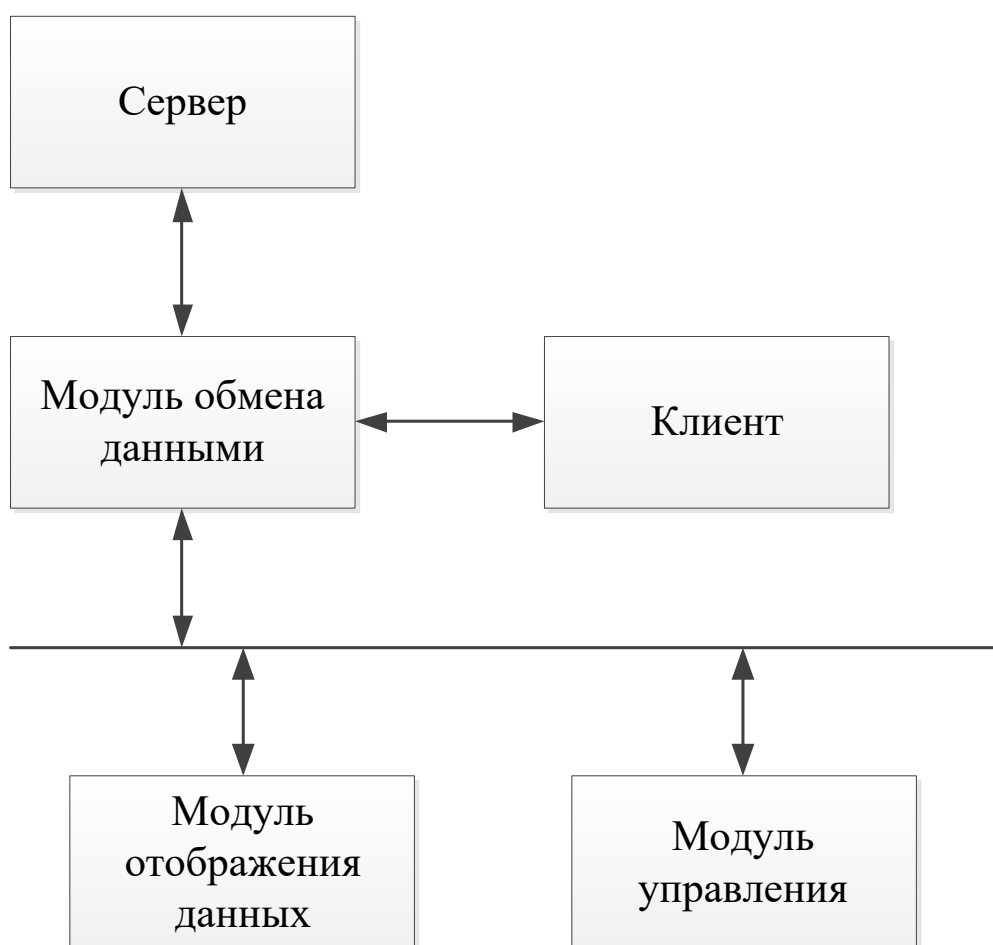 Сервер
Модуль обмена
данными
Клиент
Модуль
отображения
данных
Модуль
управления